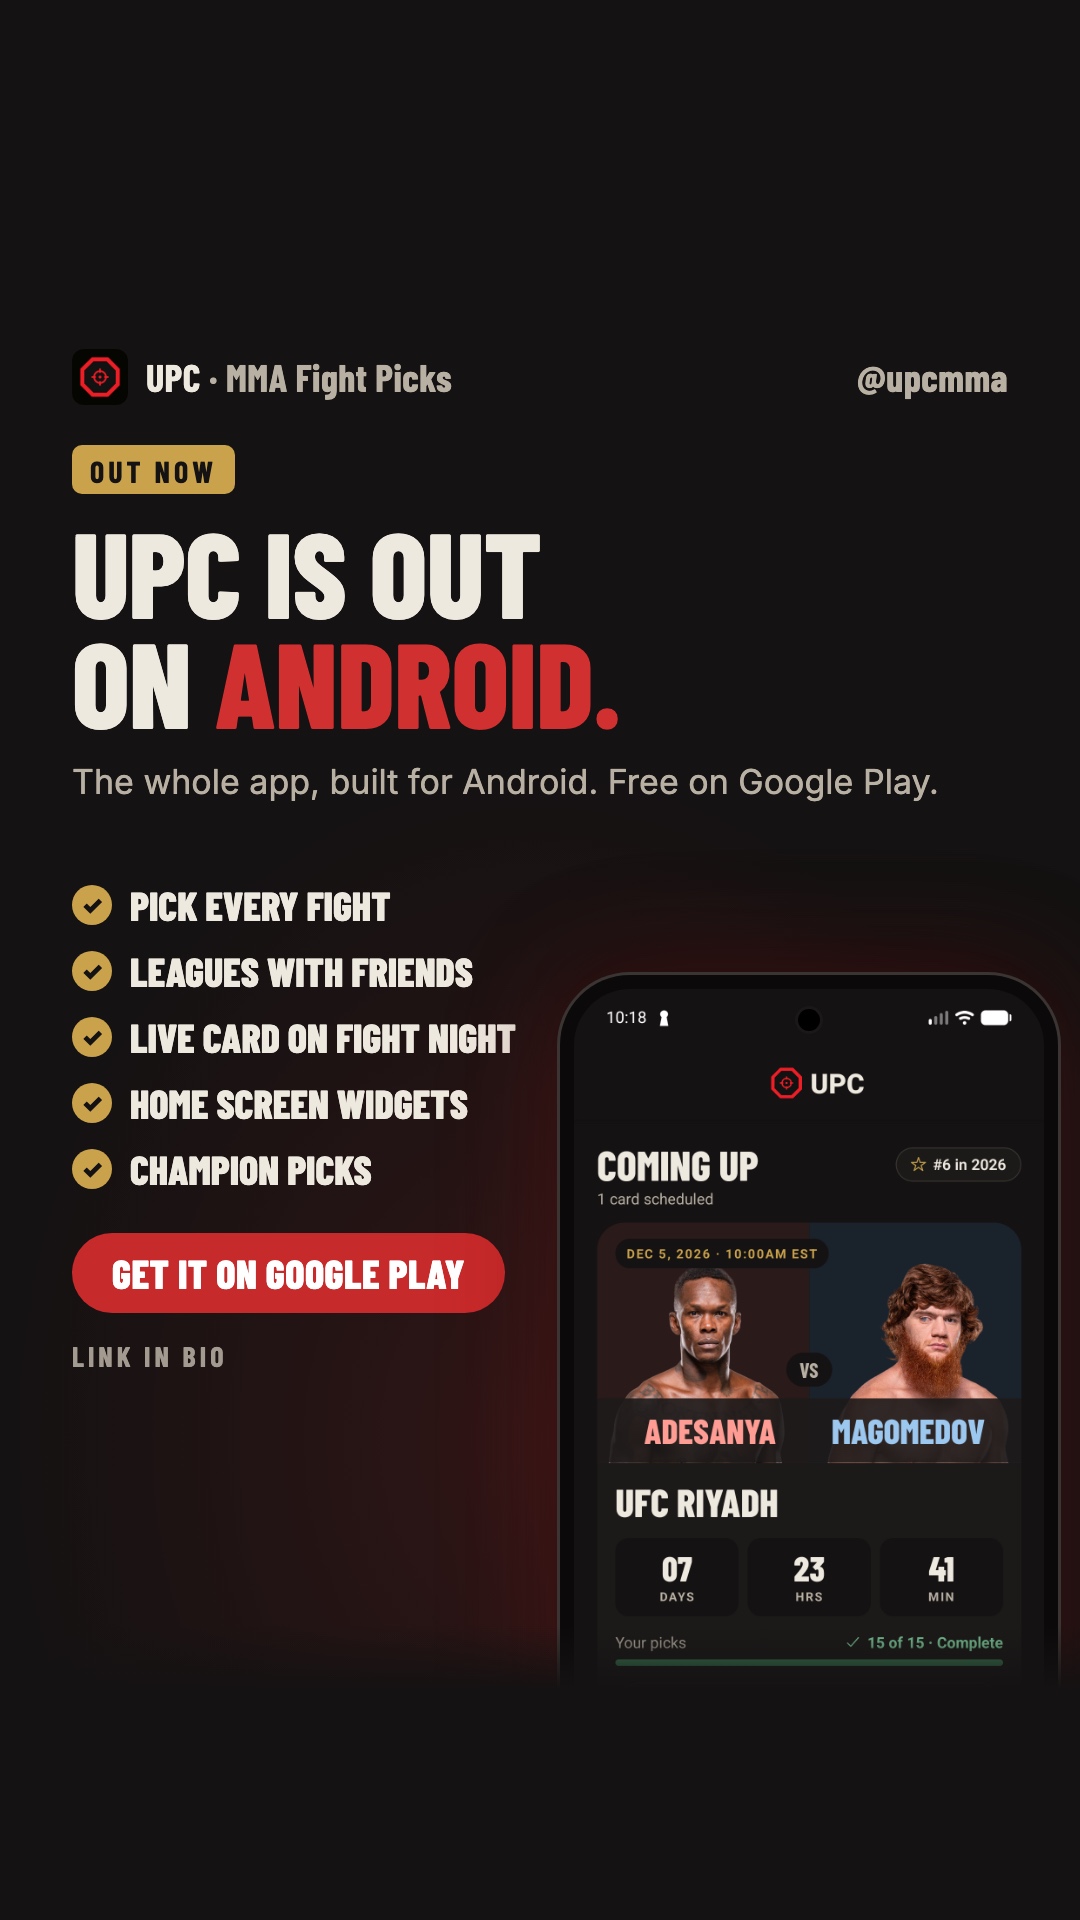 UPC · MMA Fight Picks
@upcmma
OUT NOW
UPC IS OUT
ON ANDROID.
The whole app, built for Android. Free on Google Play.
PICK EVERY FIGHT
LEAGUES WITH FRIENDS
LIVE CARD ON FIGHT NIGHT
HOME SCREEN WIDGETS
CHAMPION PICKS
GET IT ON GOOGLE PLAY
LINK IN BIO
10:18
UPC
COMING UP
#6 in 2026
1 card scheduled
DEC 5, 2026 · 10:00AM EST
VS
ADESANYA
MAGOMEDOV
UFC RIYADH
07 23 41
DAYS HRS MIN
Your picks
15 of 15 · Complete